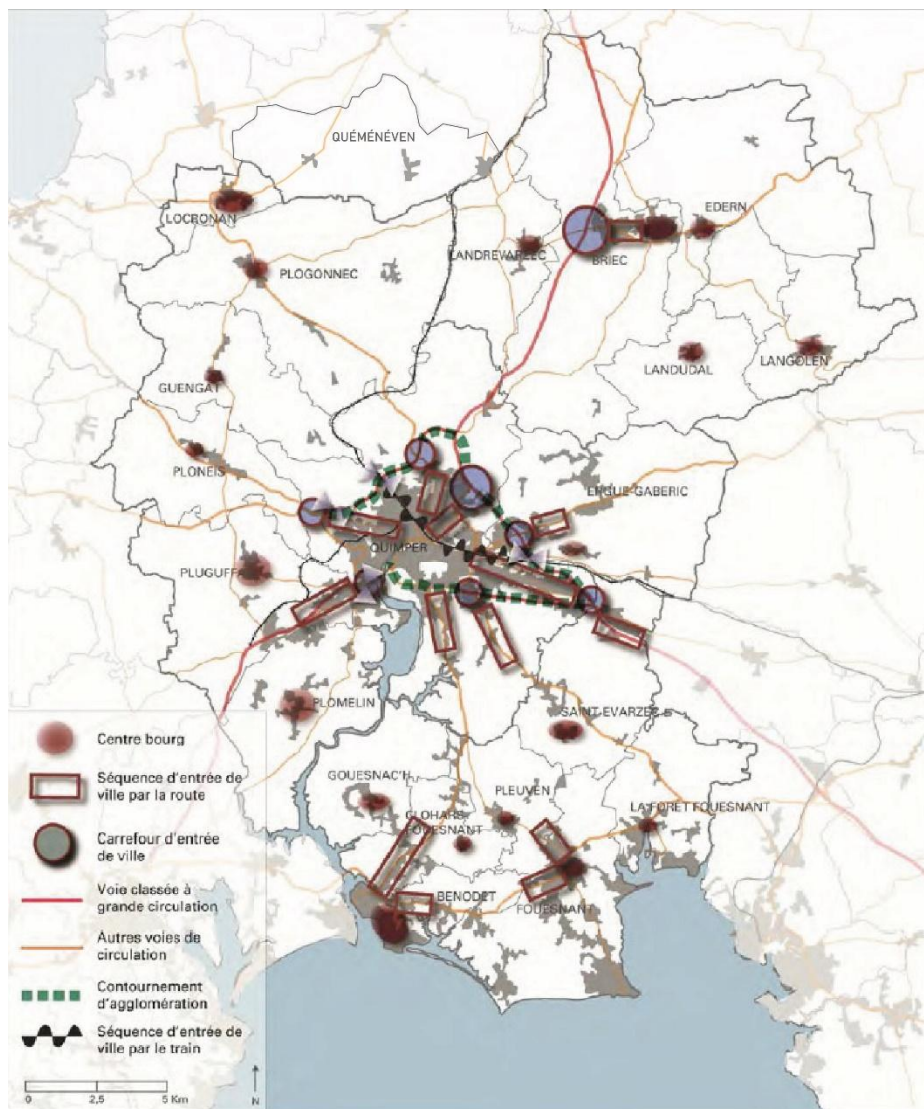 QUÉMÉNÉVEN
LOCRONAN
EDERN
LANDREVARZEC
BRIEC
PLOGONNEC
LANDUDAL
LANGOLEN
GUENGAT
PLONEIS
ERGUE-GABERIC
QUIMPER
PLUGUFF
PLOMELIN
SAINT-EVARZEC
GOUESNAC'H
PLEUVEN
CLOHARS
FOUESNANT
LA FORET FOUESNANT
BENODET
FOUESNANT
Centre bourg
Séquence d'entrée de
ville par la route
Carrefour d'entrée
de ville
Voie classée à
grande circulation
Autres voies de
circulation
Contournement
d'agglomération
Séquence d'entrée de
ville par le train
0 2,5 5 Km
N